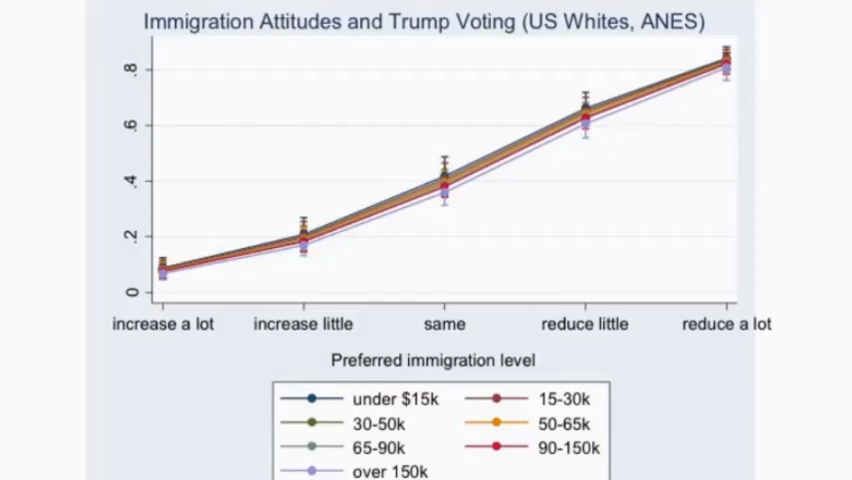 Immigration Attitudes and Trump Voting (US Whites, ANES)
.8
.6
.4
.2
0
increase a lot increase little same reduce little reduce a lot
Preferred immigration level
under $15k 15-30k
30-50k 50-65k
65-90k 90-150k
over 150k